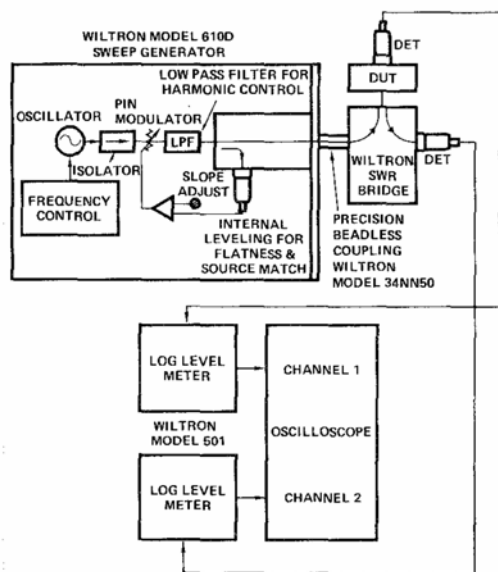 WILTRON MODEL 610D
SWEEP GENERATOR
LOW PASS FILTER FOR
HARMONIC CONTROL
PIN
MODULATOR
OSCILLATOR
LPF
ISOLATOR
SLOPE
ADJUST
FREQUENCY
CONTROL
INTERNAL
LEVELING FOR
FLATNESS &
SOURCE MATCH
DET
DUT
WILTRON
SWR
BRIDGE
DET
PRECISION
BEADLESS
COUPLING
WILTRON
MODEL 34NN50
LOG LEVEL
METER
CHANNEL 1
WILTRON
MODEL 501
OSCILLOSCOPE
LOG LEVEL
METER
CHANNEL 2